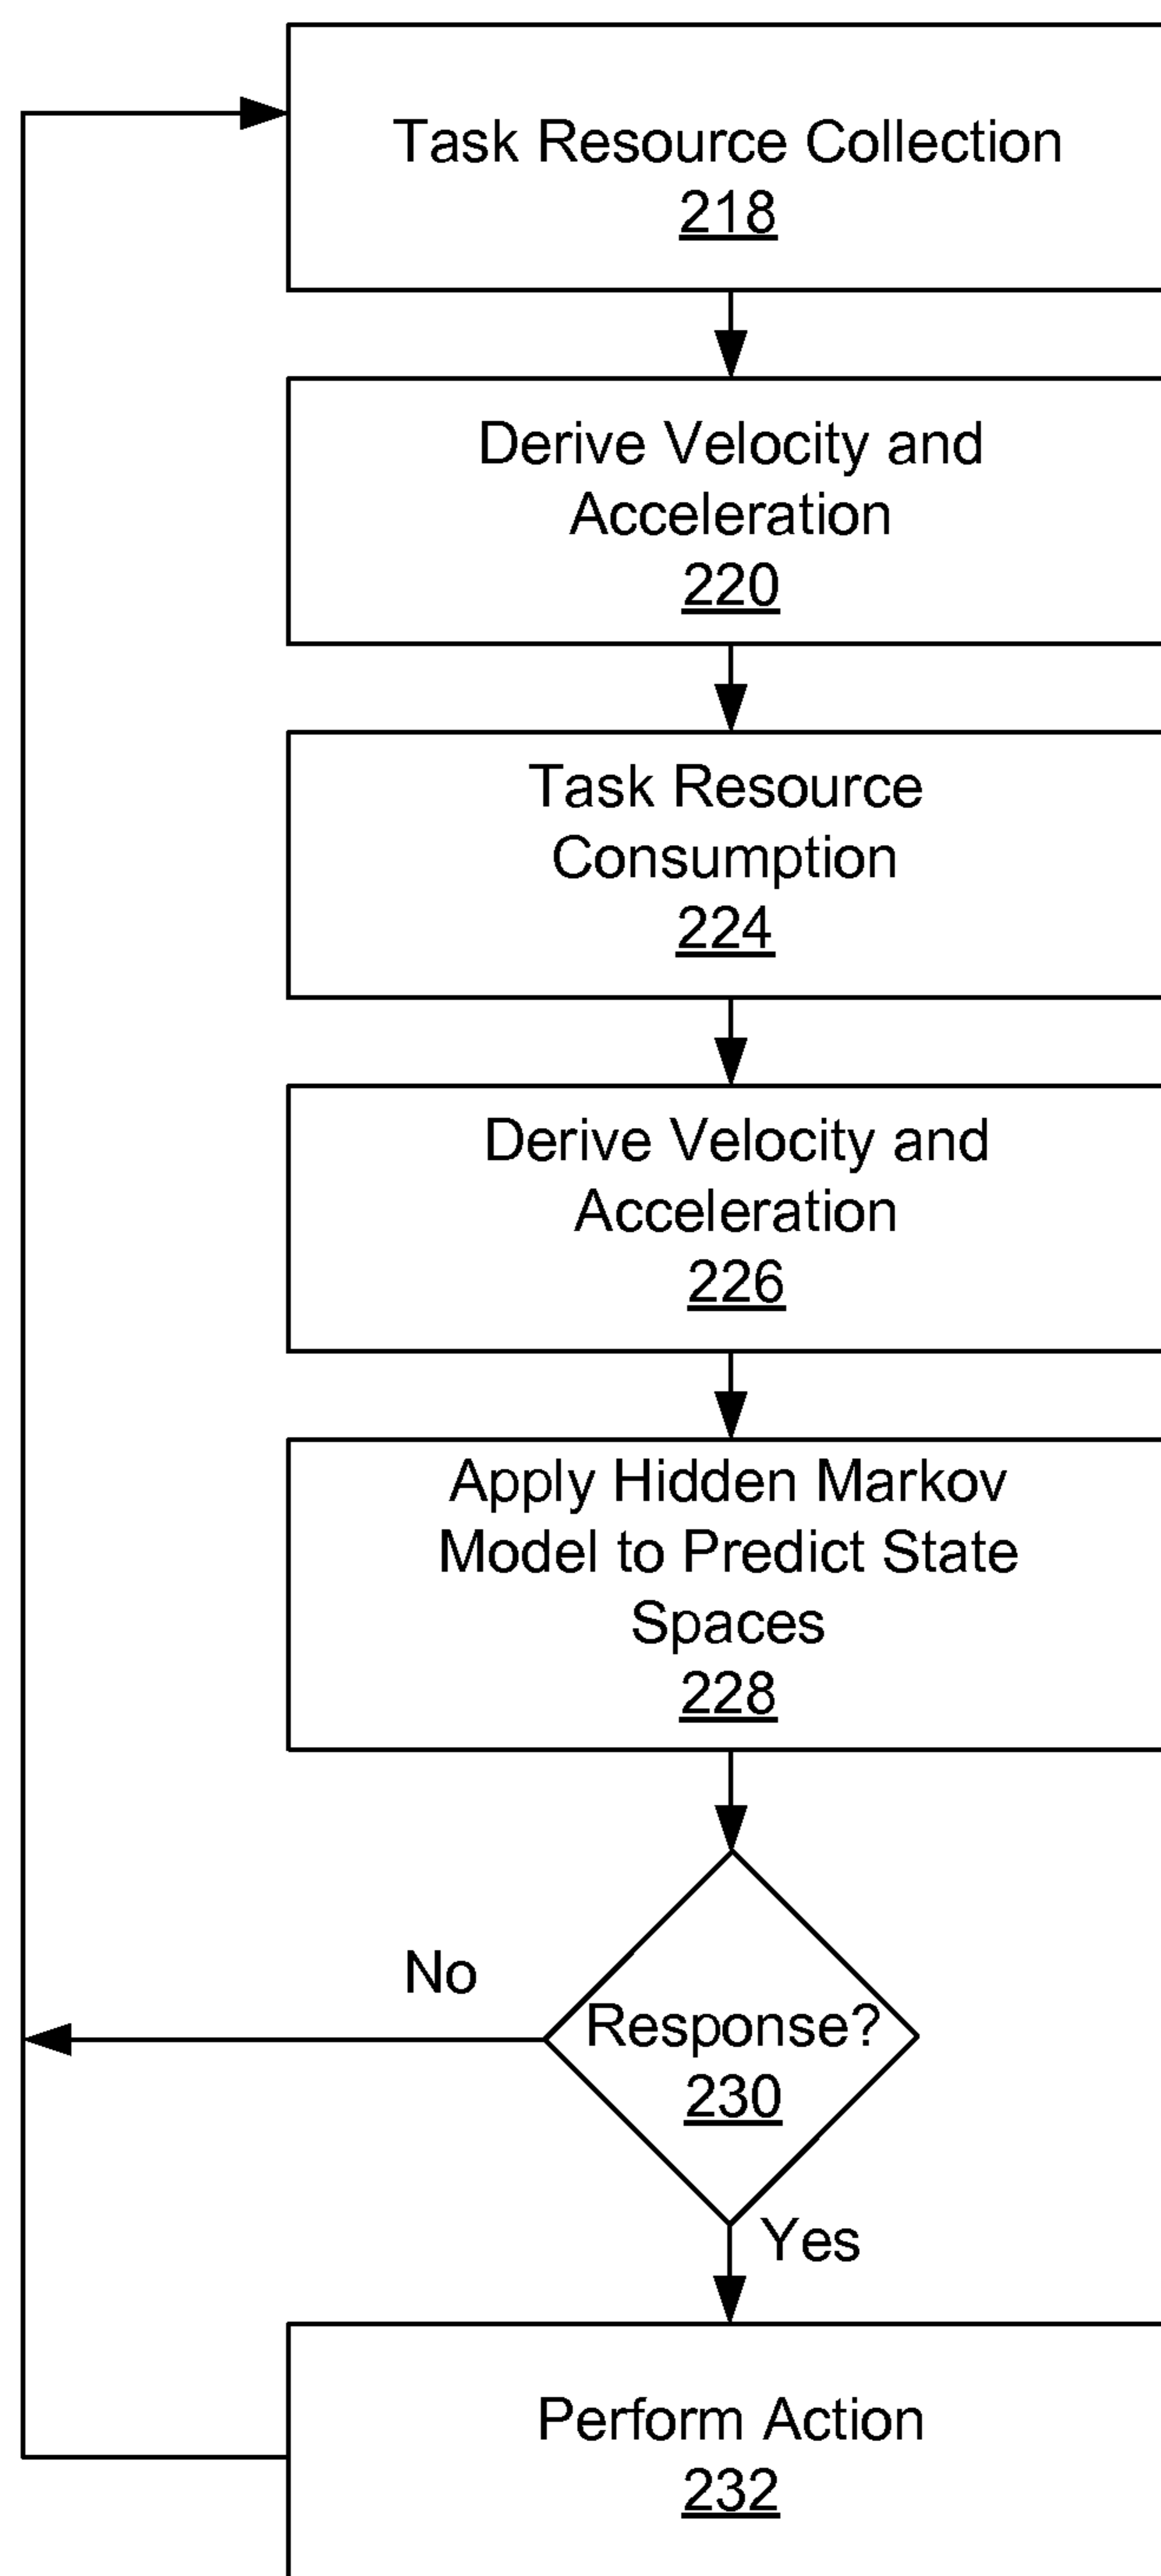 Task Resource Collection
218
Derive Velocity and
Acceleration
220
Task Resource
Consumption
224
Derive Velocity and
Acceleration
226
Apply Hidden Markov
Model to Predict State
Spaces
228
No
Response?
230
Yes
Perform Action
232